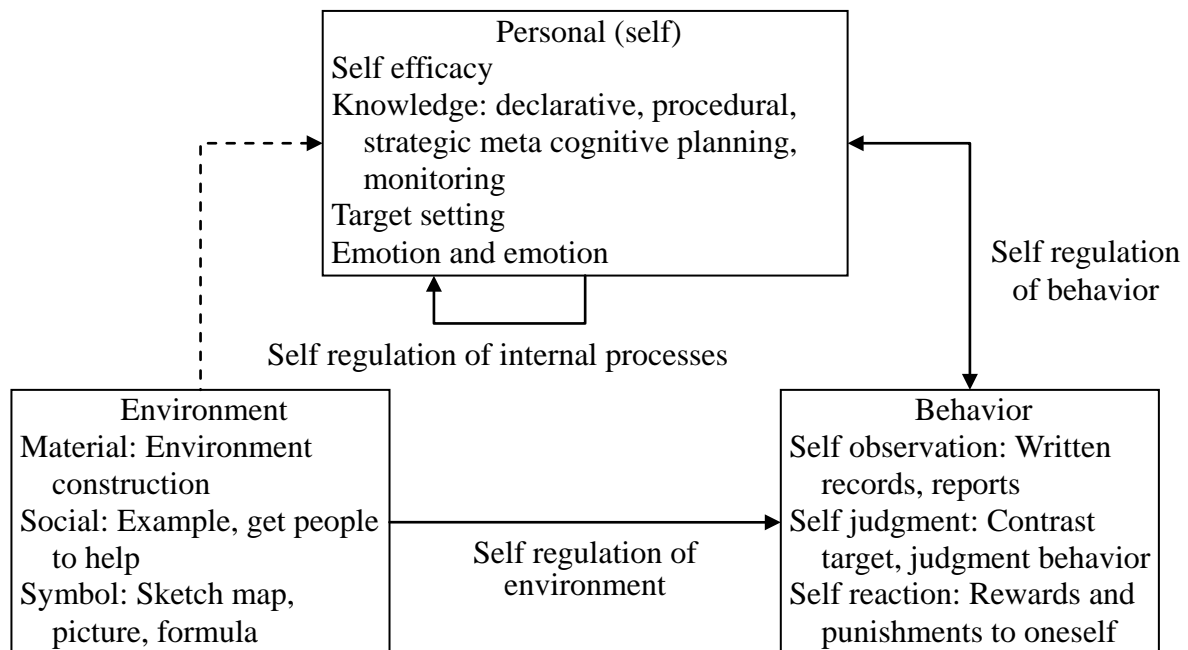 Personal (self)
Self efficacy
Knowledge: declarative, procedural,
strategic meta cognitive planning,
monitoring
Target setting
Emotion and emotion
Self regulation
of behavior
Self regulation of internal processes
Environment
Material: Environment
construction
Social: Example, get people
to help
Symbol: Sketch map,
picture, formula
Self regulation of
environment
Behavior
Self observation: Written
records, reports
Self judgment: Contrast
target, judgment behavior
Self reaction: Rewards and
punishments to oneself